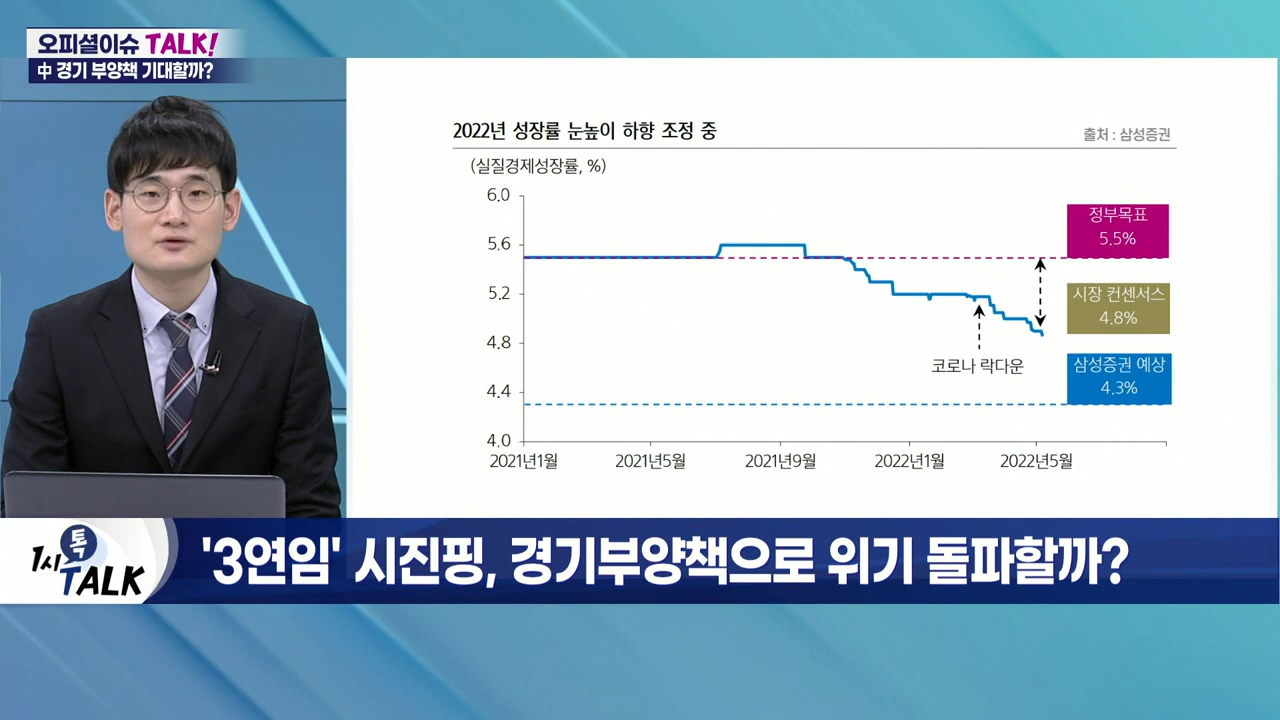 오피셜이슈 TALK!
中 경기 부양책 기대할까?
2022년 성장률 눈높이 하향 조정 중
출처 : 삼성증권
(실질경제성장률, %)
6.0
5.6
5.2
4.8
4.4
4.0
정부목표
5.5%
시장 컨센서스
4.8%
삼성증권 예상
4.3%
코로나 락다운
2021년1월
2021년5월
2021년9월
2022년1월
2022년5월
1시 톡
TALK
'3연임' 시진핑, 경기부양책으로 위기 돌파할까?